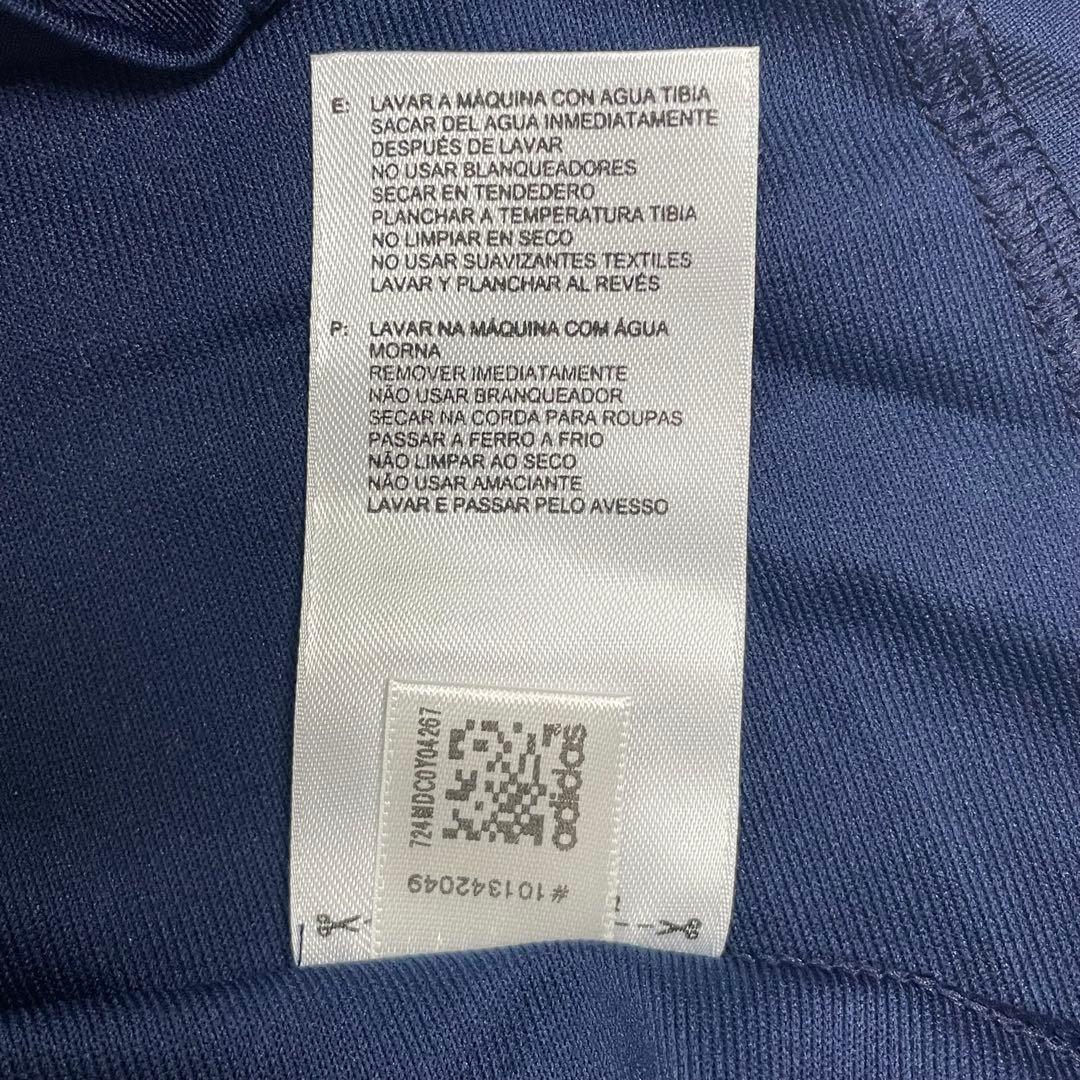 E: LAVAR A MÁQUINA CON AGUA TIBIA
SACAR DEL AGUA INMEDIATAMENTE
DESPUÉS DE LAVAR
NO USAR BLANQUEADORES
SECAR EN TENDEDERO
PLANCHAR A TEMPERATURA TIBIA
NO LIMPIAR EN SECO
NO USAR SUAVIZANTES TEXTILES
LAVAR Y PLANCHAR AL REVÉS
P: LAVAR NA MÁQUINA COM ÁGUA
MORNA
REMOVER IMEDIATAMENTE
NÃO USAR BRANQUEADOR
SECAR NA CORDA PARA ROUPAS
PASSAR A FERRO A FRIO
NÃO LIMPAR AO SECO
NÃO USAR AMACIANTE
LAVAR E PASSAR PELO AVESSO
adidas
#101342049